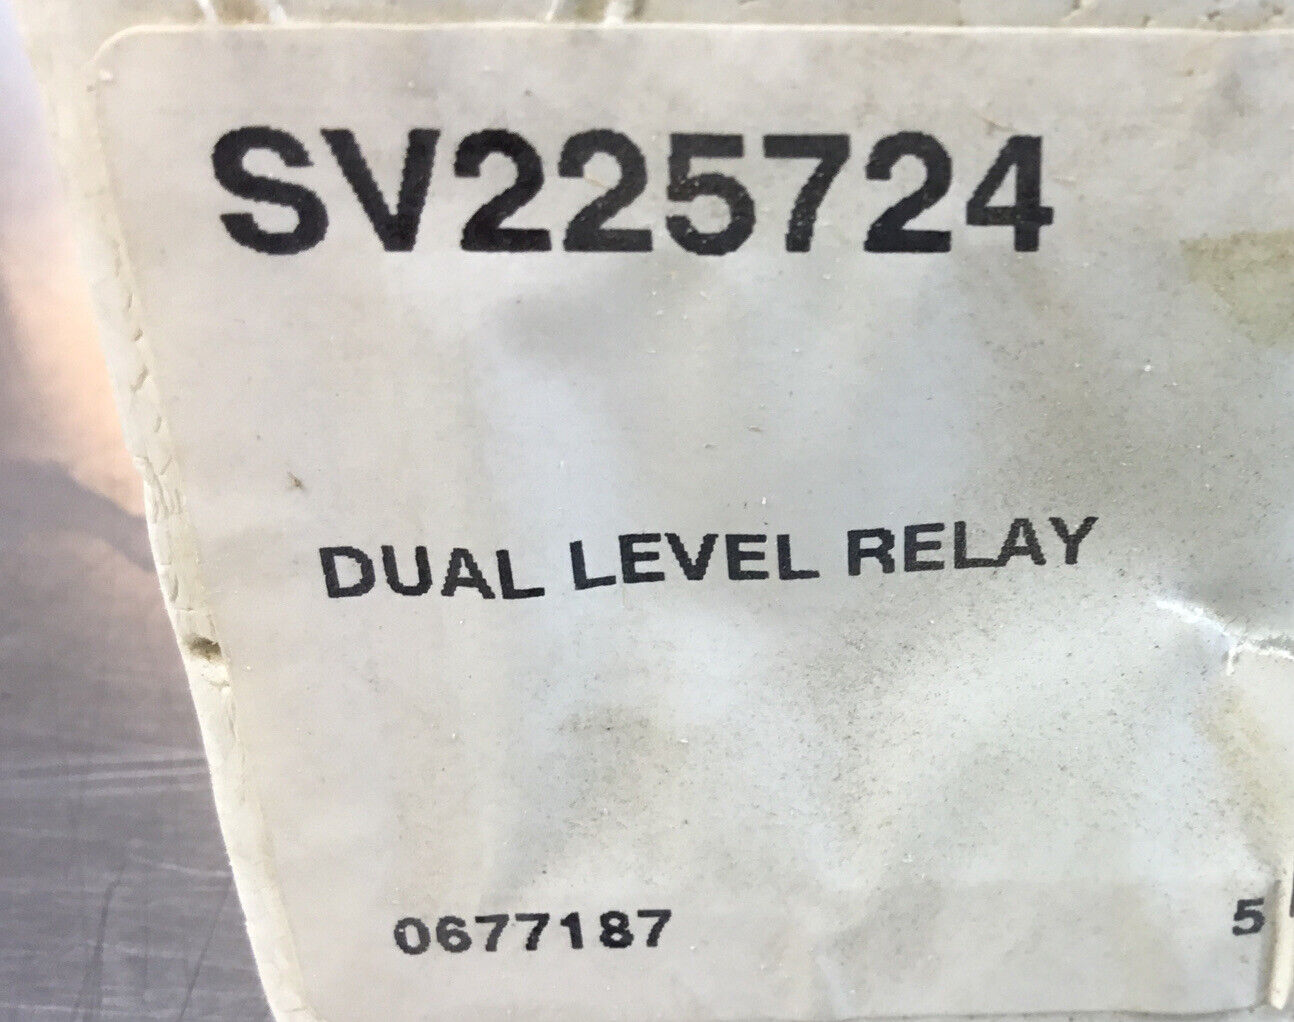 SV225724
DUAL LEVEL RELAY
0677187 5